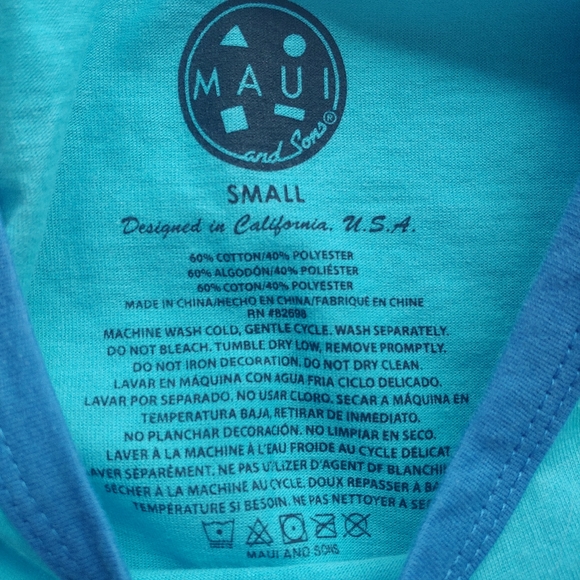 MAUI
and Sons®
SMALL
Designed in California, U.S.A.
60% COTTON/40% POLYESTER
60% ALGODÓN/40% POLIÉSTER
60% COTON/40% POLYESTER
MADE IN CHINA/HECHO EN CHINA/FABRIQUÉ EN CHINE
RN #82698
MACHINE WASH COLD, GENTLE CYCLE. WASH SEPARATELY.
DO NOT BLEACH. TUMBLE DRY LOW, REMOVE PROMPTLY.
DO NOT IRON DECORATION. DO NOT DRY CLEAN.
LAVAR EN MÁQUINA CON AGUA FRIA CICLO DELICADO.
LAVAR POR SEPARADO. NO USAR CLORO. SECAR A MÁQUINA EN
TEMPERATURA BAJA, RETIRAR DE INMEDIATO.
NO PLANCHAR DECORACIÓN. NO LIMPIAR EN SECO.
LAVER À LA MACHINE À L'EAU FROIDE AU CYCLE DÉLICAT
AVER SÉPARÉMENT. NE PAS UTILIZER D'AGENT DE BLANCHI
SÉCHER À LA MACHINE AU CYCLE. DOUX REPASSER À BA
TEMPÉRATURE SI BESOIN. NE PAS NETTOYER À SE
MAUI AND SONS